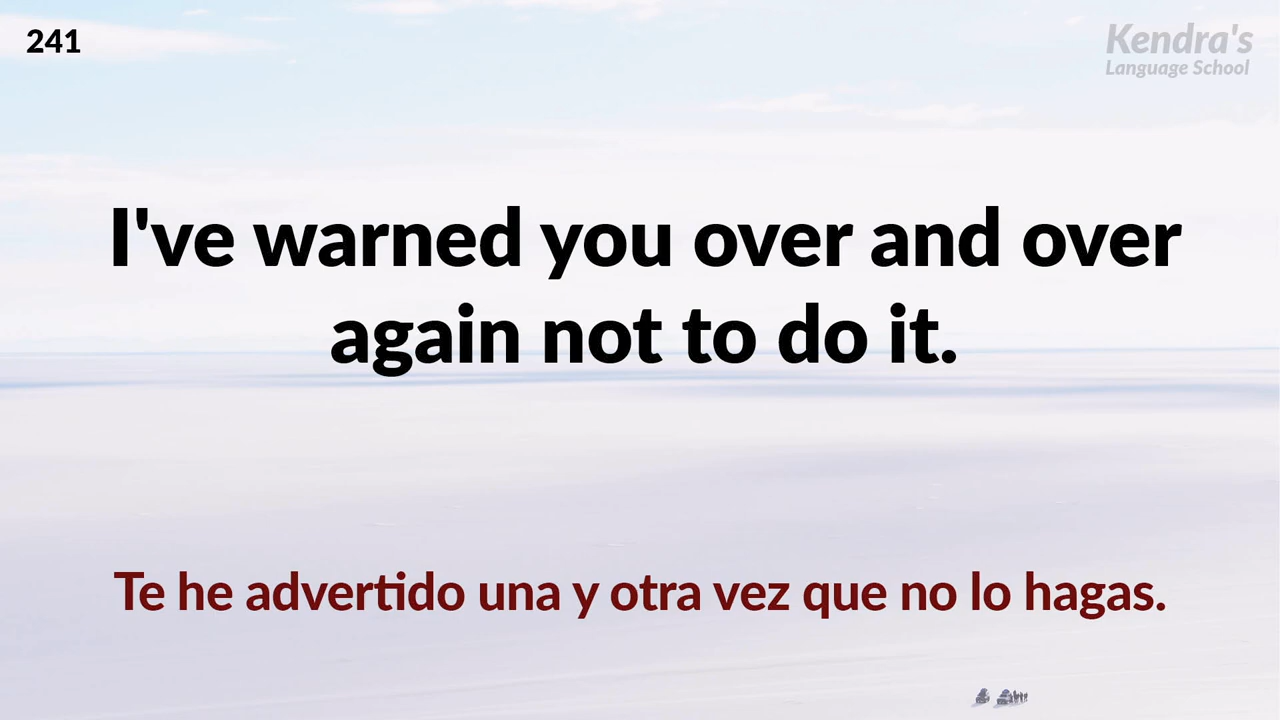 241
Kendra's
Language School
I've warned you over and over
again not to do it.
Te he advertido una y otra vez que no lo hagas.